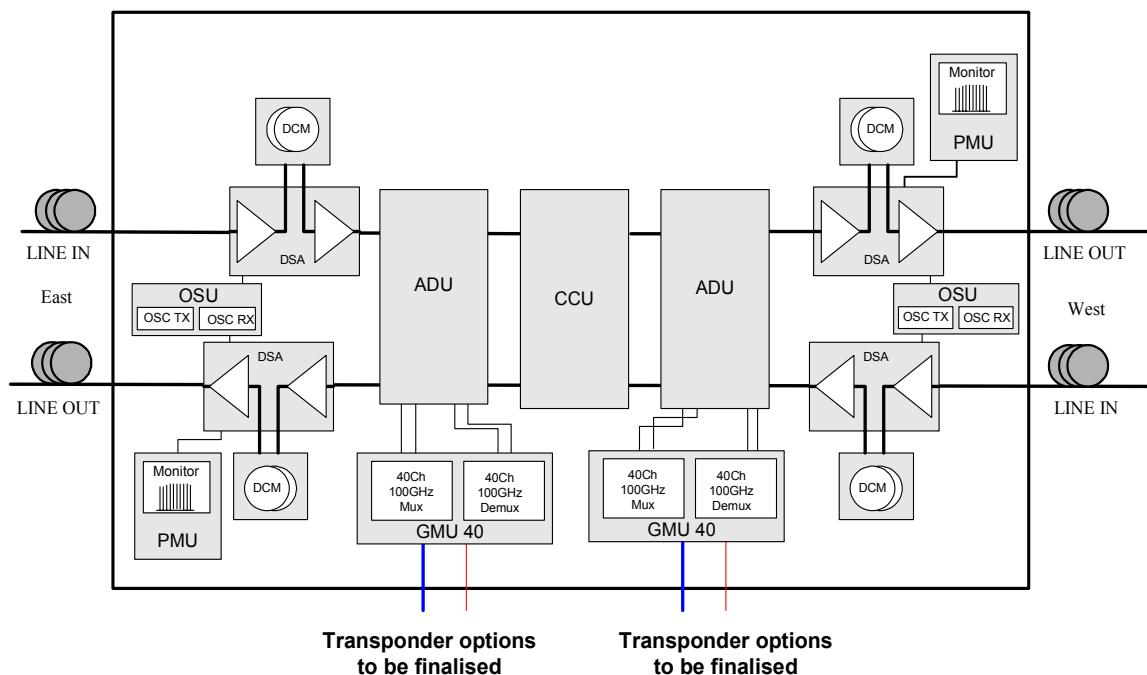 Monitor
PMU
DCM
DCM
DSA
DSA
LINE IN
ADU
CCU
ADU
LINE OUT
East
OSU
OSC TX
OSC RX
OSU
OSC TX
OSC RX
West
DSA
DSA
LINE OUT
LINE IN
Monitor
PMU
DCM
40Ch
100GHz
Mux
40Ch
100GHz
Demux
GMU 40
40Ch
100GHz
Mux
40Ch
100GHz
Demux
GMU 40
DCM
Transponder options
to be finalised
Transponder options
to be finalised